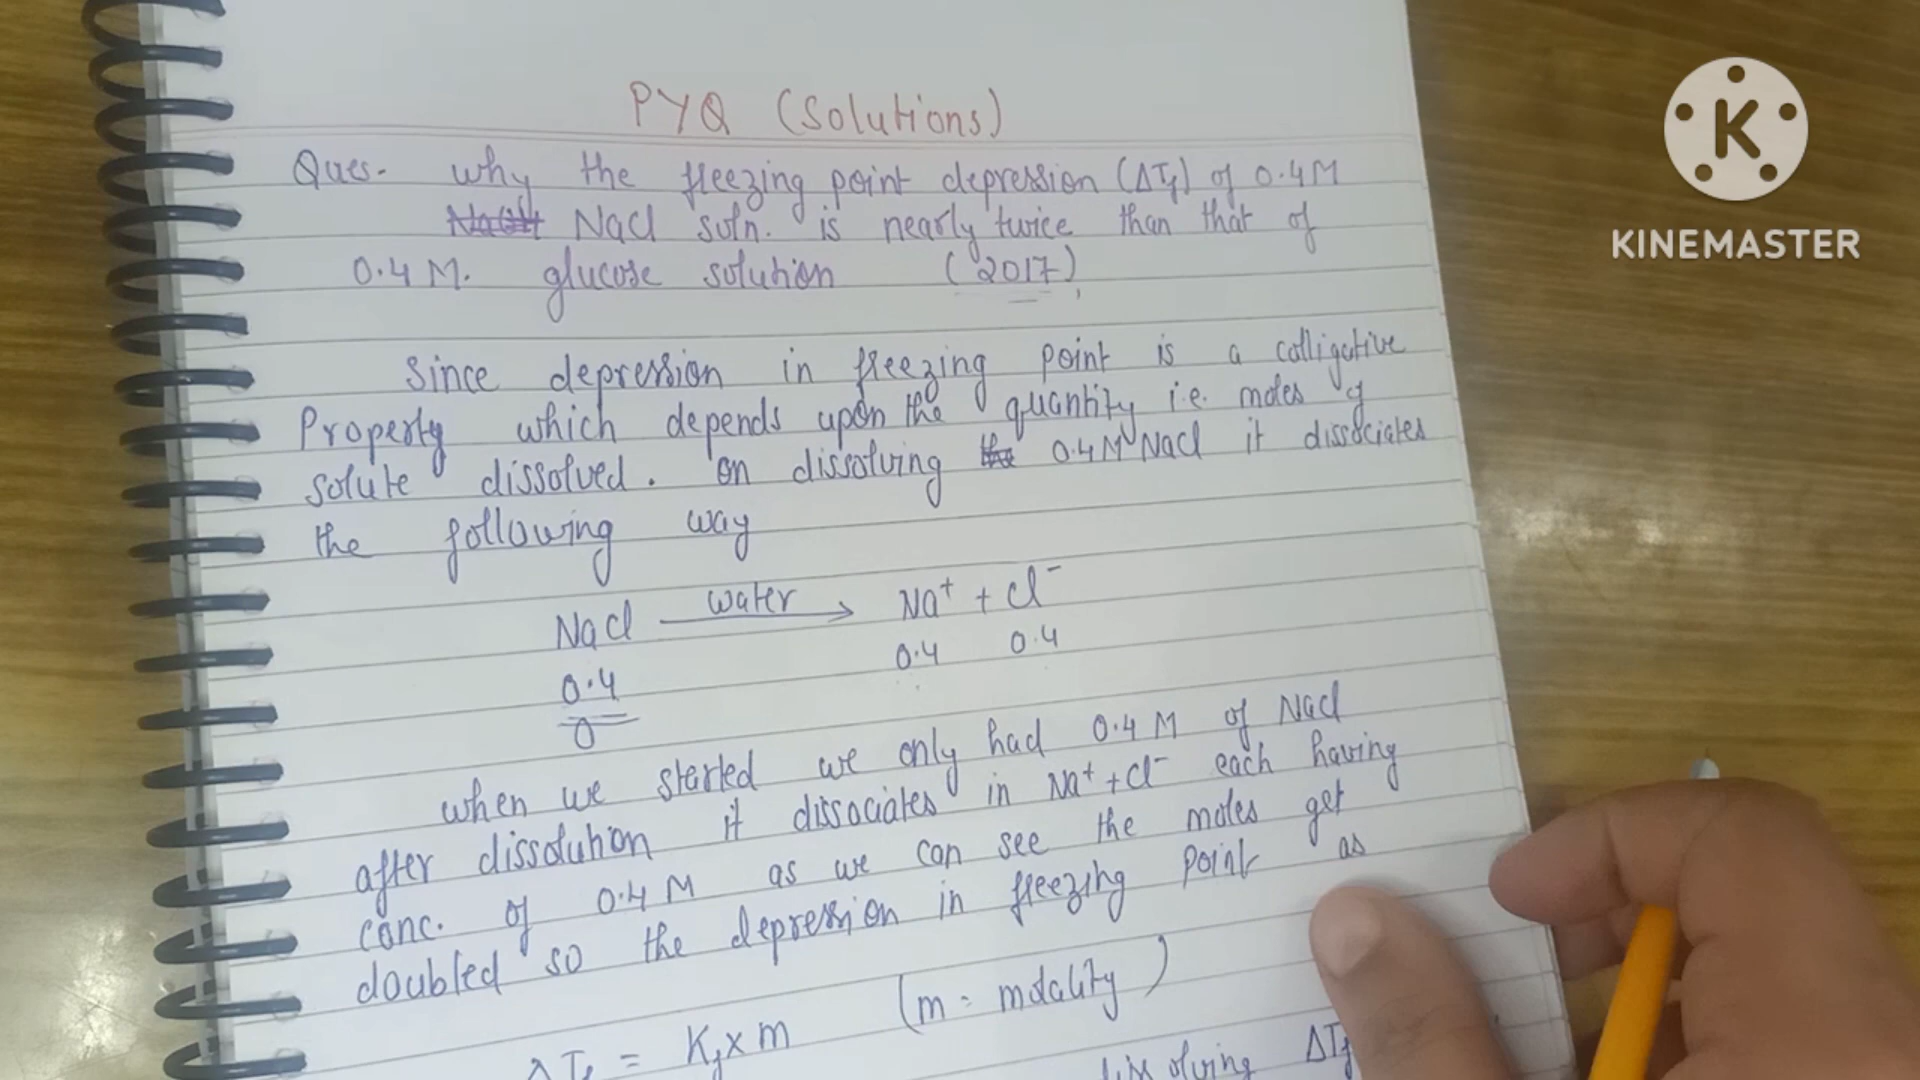 PYQ (Solutions)
Ques. why the freezing point depression (ΔTf) of 0.4M
NaCl soln. is nearly twice than that of
0.4 M. glucose solution (2017)
Since depression in freezing point is a colligative
Property which depends upon the quantity i.e. moles of
solute dissolved. on dissolving 0.4M NaCl it dissociates
the following way
NaCl water → Na⁺ + Cl⁻
0.4 0.4 0.4
0
when we started we only had 0.4 M of NaCl
after dissolution it dissociates in Na⁺ + Cl⁻ each having
conc. of 0.4 M as we can see the moles get
doubled so the depression in freezing point as
ΔTf = Kf x m (m = molality)
dissolving ΔTf
K
KINEMASTER